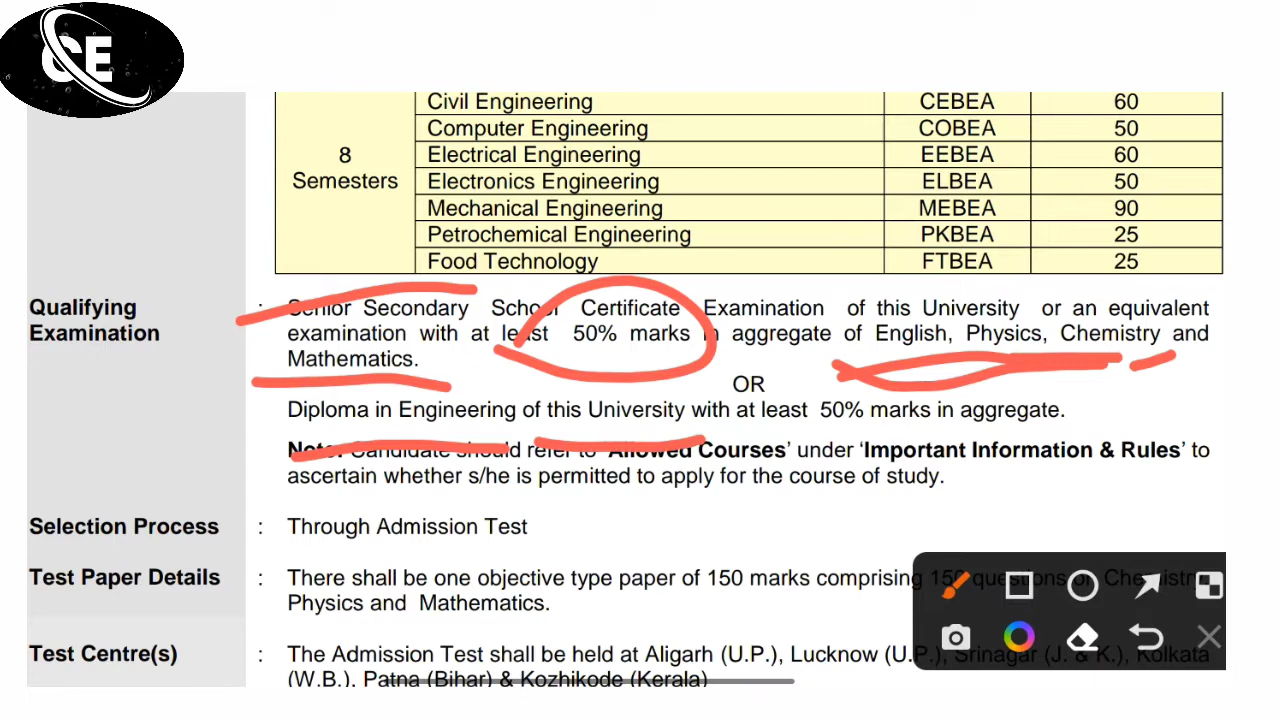 CE
Civil Engineering CEBEA 60
Computer Engineering COBEA 50
Electrical Engineering EEBEA 60
8
Semesters
Electronics Engineering ELBEA 50
Mechanical Engineering MEBEA 90
Petrochemical Engineering PKBEA 25
Food Technology FTBEA 25
Qualifying Examination : Senior Secondary School Certificate Examination of this University or an equivalent
examination with at least 50% marks in aggregate of English, Physics, Chemistry and
Mathematics.
OR
Diploma in Engineering of this University with at least 50% marks in aggregate.
Note: Candidate should refer to 'Allowed Courses' under 'Important Information & Rules' to
ascertain whether s/he is permitted to apply for the course of study.
Selection Process : Through Admission Test
Test Paper Details : There shall be one objective type paper of 150 marks comprising 150 questions on Chemistry,
Physics and Mathematics.
Test Centre(s) : The Admission Test shall be held at Aligarh (U.P.), Lucknow (U.P.), Srinagar (J. & K.), Kolkata
(W.B.), Patna (Bihar) & Kozhikode (Kerala)